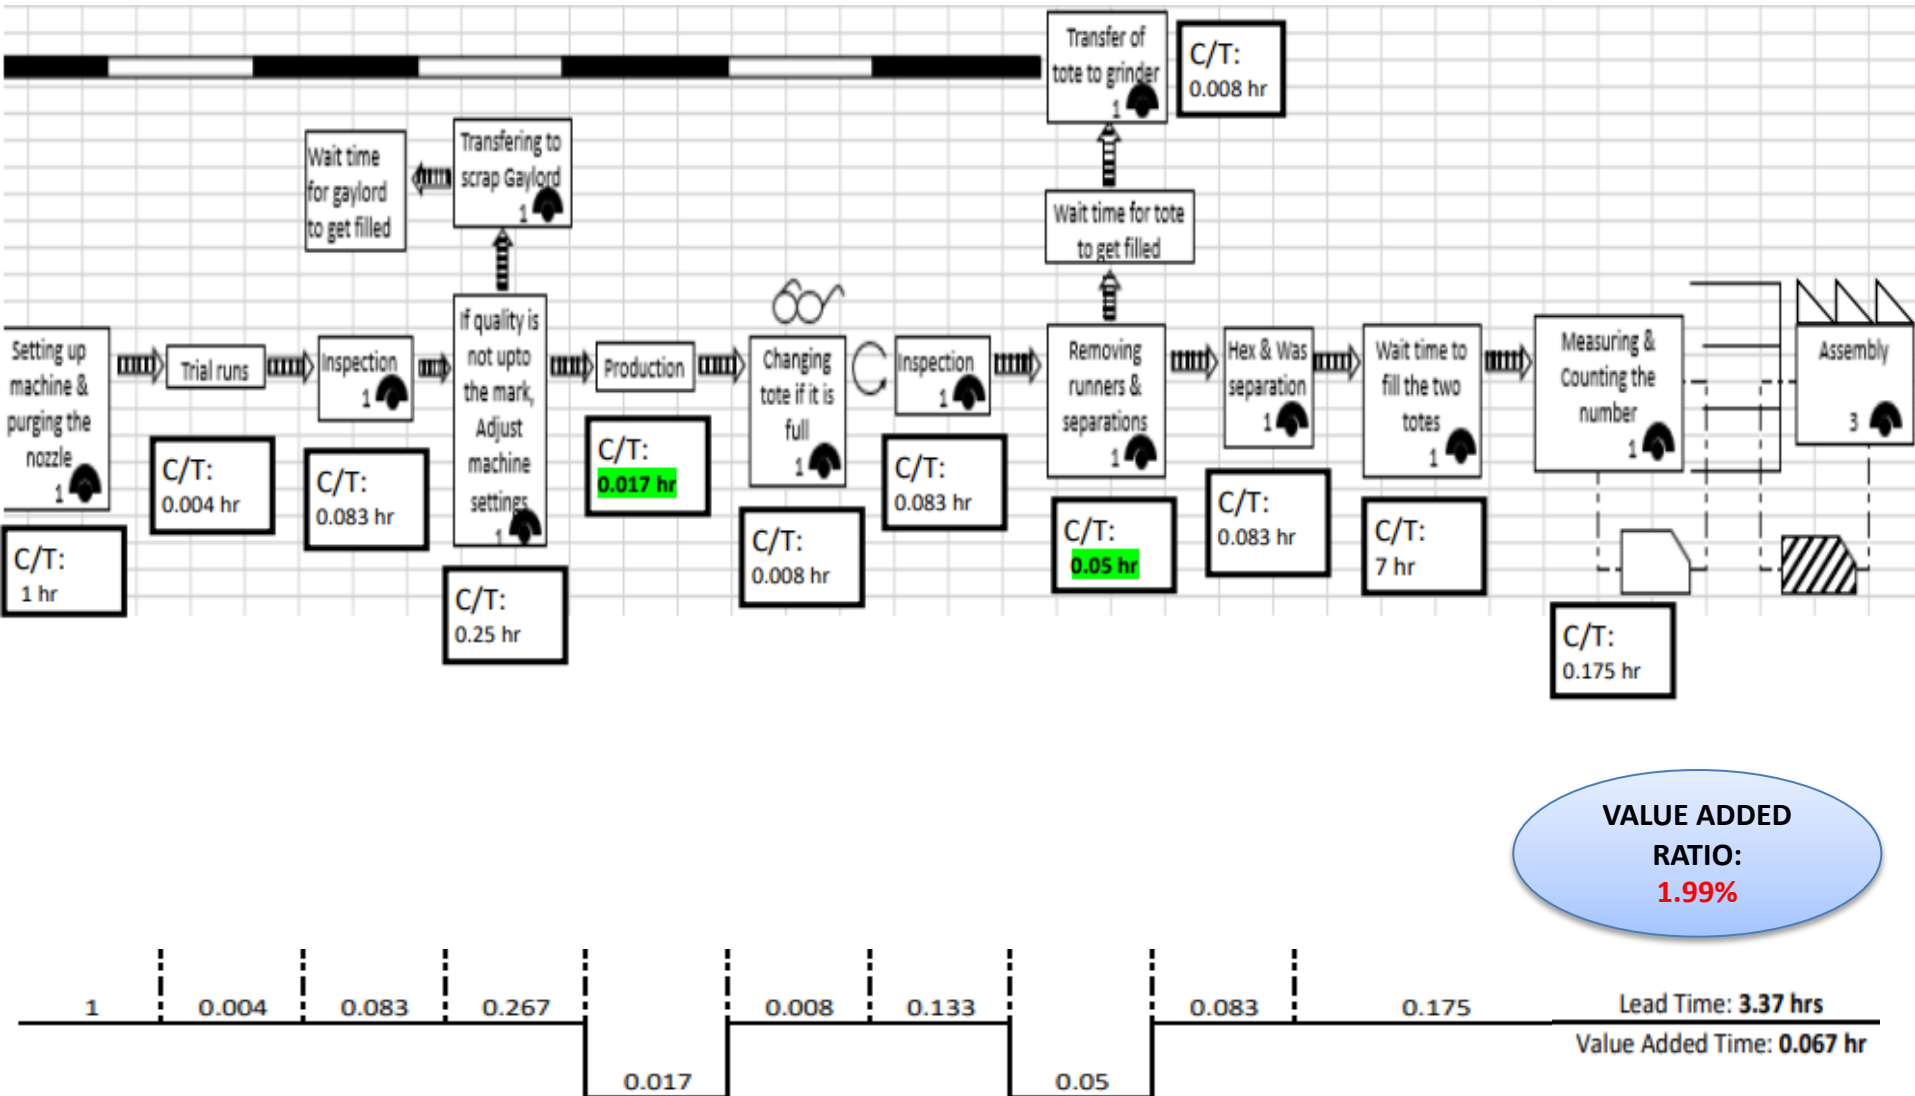 Transfer of
tote to grinder
1
C/T:
0.008 hr
Wait time
for gaylord
to get filled
Transfering to
scrap Gaylord
1
Wait time for tote
to get filled
Setting up
machine &
purging the
nozzle
1
C/T:
1 hr
Trial runs
C/T:
0.004 hr
Inspection
1
C/T:
0.083 hr
If quality is
not upto
the mark,
Adjust
machine
settings
1
C/T:
0.25 hr
Production
C/T:
0.017 hr
Changing
tote if it is
full
1
C/T:
0.008 hr
Inspection
1
C/T:
0.083 hr
Removing
runners &
separations
1
C/T:
0.05 hr
Hex & Was
separation
1
C/T:
0.083 hr
Wait time to
fill the two
totes
1
C/T:
7 hr
Measuring &
Counting the
number
1
C/T:
0.175 hr
Assembly
3
VALUE ADDED
RATIO:
1.99%
1
0.004
0.083
0.267
0.017
0.008
0.133
0.05
0.083
0.175
Lead Time: 3.37 hrs
Value Added Time: 0.067 hr